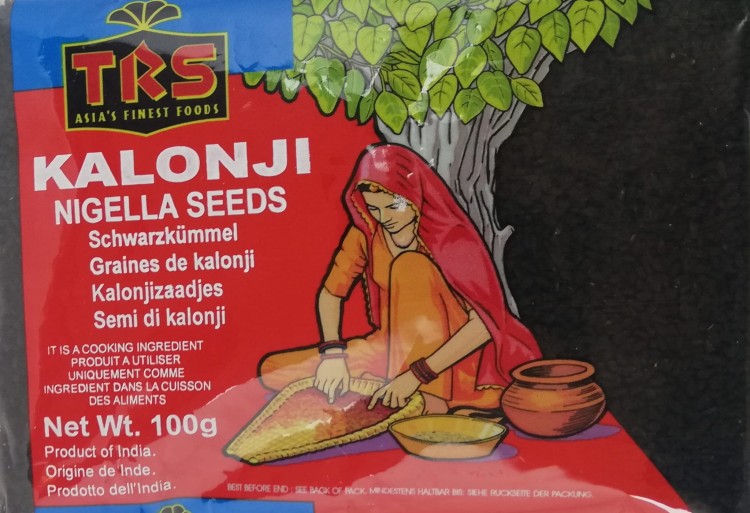 TRS
ASIA'S FINEST FOODS
KALONJI
NIGELLA SEEDS
Schwarzkümmel
Graines de kalonji
Kalonjizaadjes
Semi di kalonji
IT IS A COOKING INGREDIENT
PRODUIT A UTILISER
UNIQUEMENT COMME
INGREDIENT DANS LA CUISSON
DES ALIMENTS
Net Wt. 100g
Product of India.
Origine de Inde.
Prodotto dell'India.
BEST BEFORE END : SEE BACK OF PACK. MINDESTENS HALTBAR BIS: SIEHE RUCKSEITE DER PACKUNG.